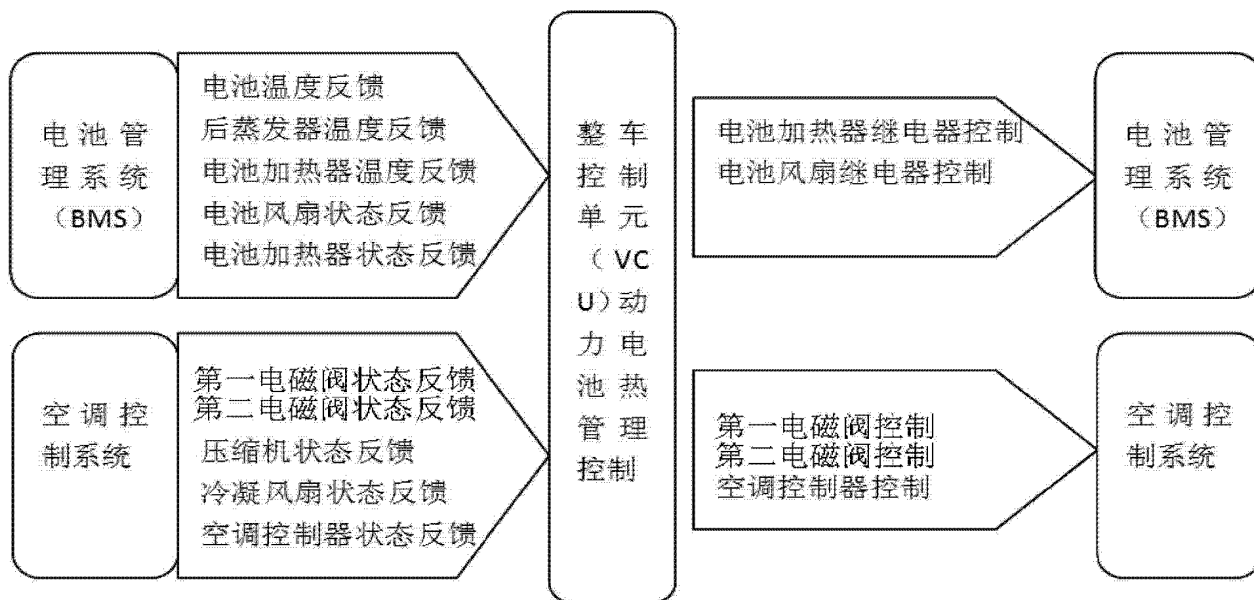 电池管
理系统
（BMS）
电池温度反馈
后蒸发器温度反馈
电池加热器温度反馈
电池风扇状态反馈
电池加热器状态反馈
空调控
制系统
第一电磁阀状态反馈
第二电磁阀状态反馈
压缩机状态反馈
冷凝风扇状态反馈
空调控制器状态反馈
整车
控制
单元
（VC
U）动
力电
池热
管理
控制
电池加热器继电器控制
电池风扇继电器控制
电池管
理系统
（BMS）
第一电磁阀控制
第二电磁阀控制
空调控制器控制
空调控
制系统